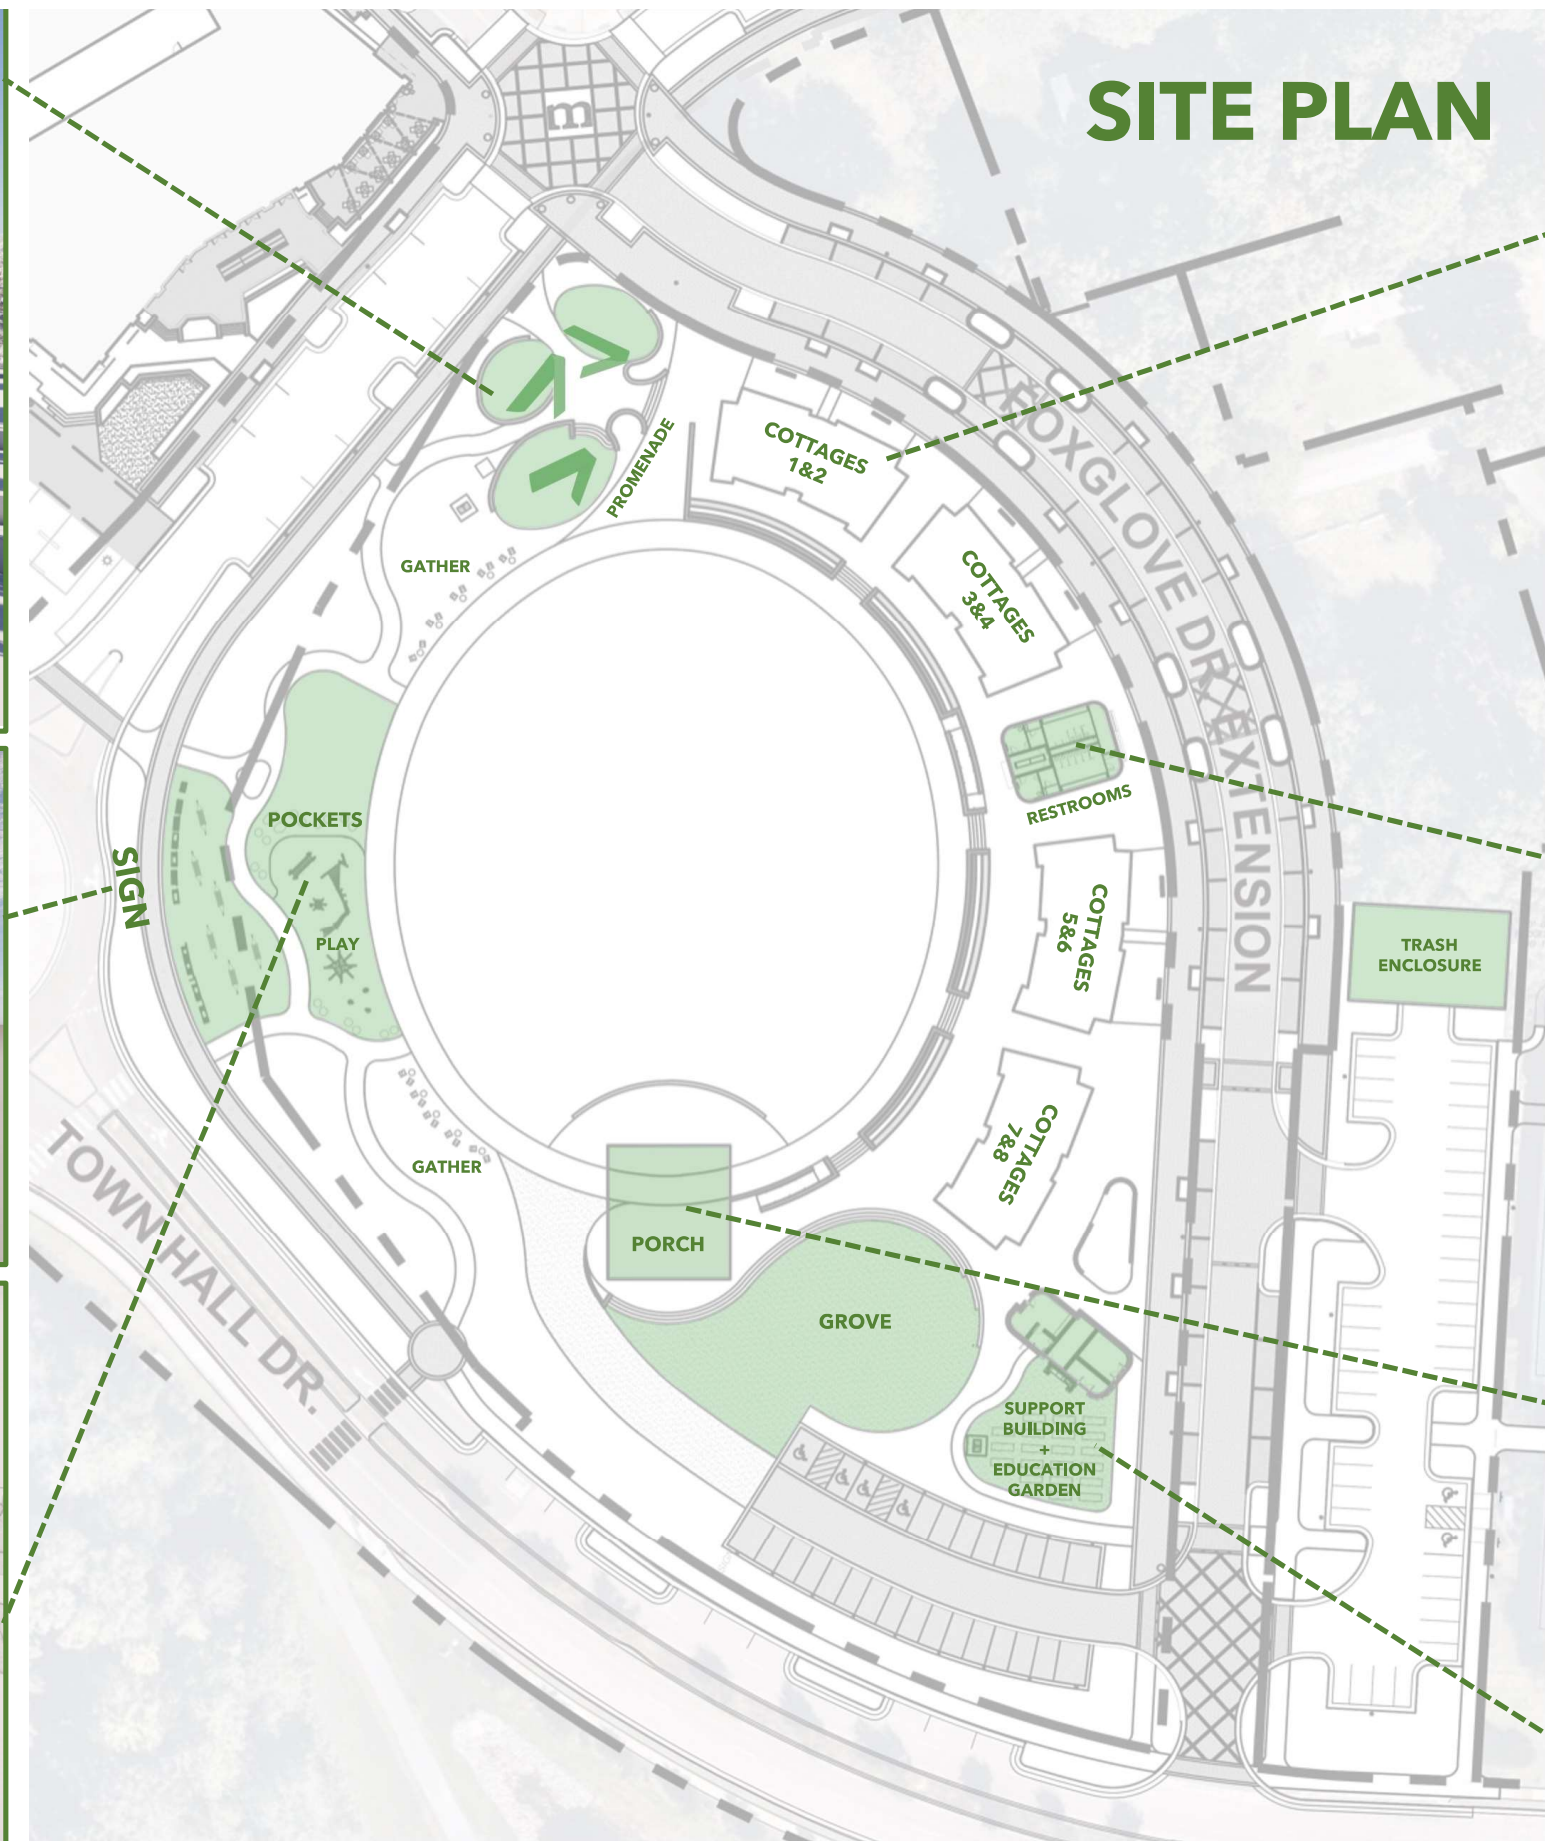 SITE PLAN
m
PROMENADE
COTTAGES
1&2
FOXGLOVE DR. EXTENSION
GATHER
COTTAGES
3&4
RESTROOMS
POCKETS
SIGN
PLAY
COTTAGES
5&6
TRASH
ENCLOSURE
COTTAGES
7&8
GATHER
TOWN HALL DR.
PORCH
GROVE
SUPPORT
BUILDING
+
EDUCATION
GARDEN